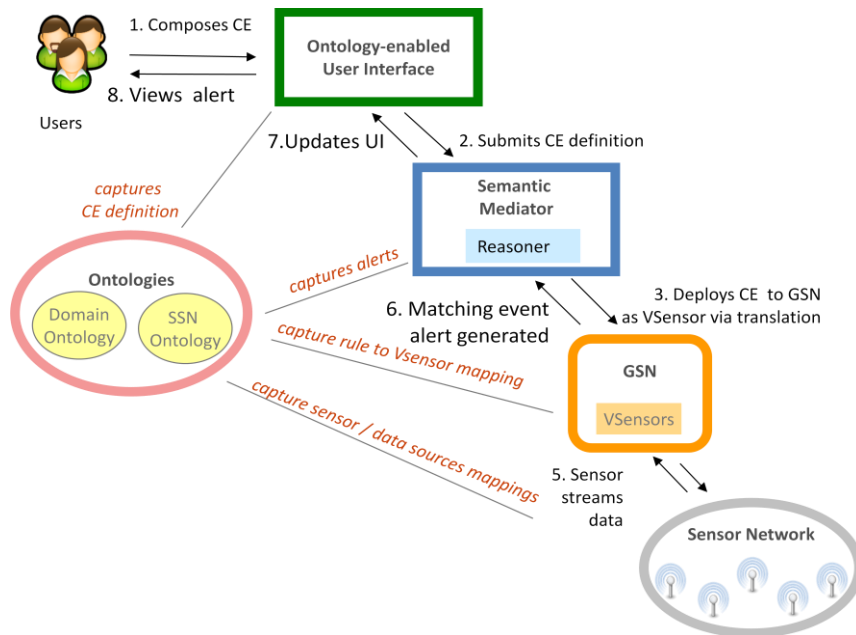 1. Composes CE
Ontology-enabled
User Interface
8. Views alert
Users
7.Updates UI
2. Submits CE definition
captures
CE definition
Semantic
Mediator
Reasoner
Ontologies
Domain
Ontology
SSN
Ontology
captures alerts
6. Matching event
alert generated
3. Deploys CE to GSN
as VSensor via translation
capture rule to Vsensor mapping
GSN
VSensors
capture sensor / data sources mappings
5. Sensor
streams
data
Sensor Network